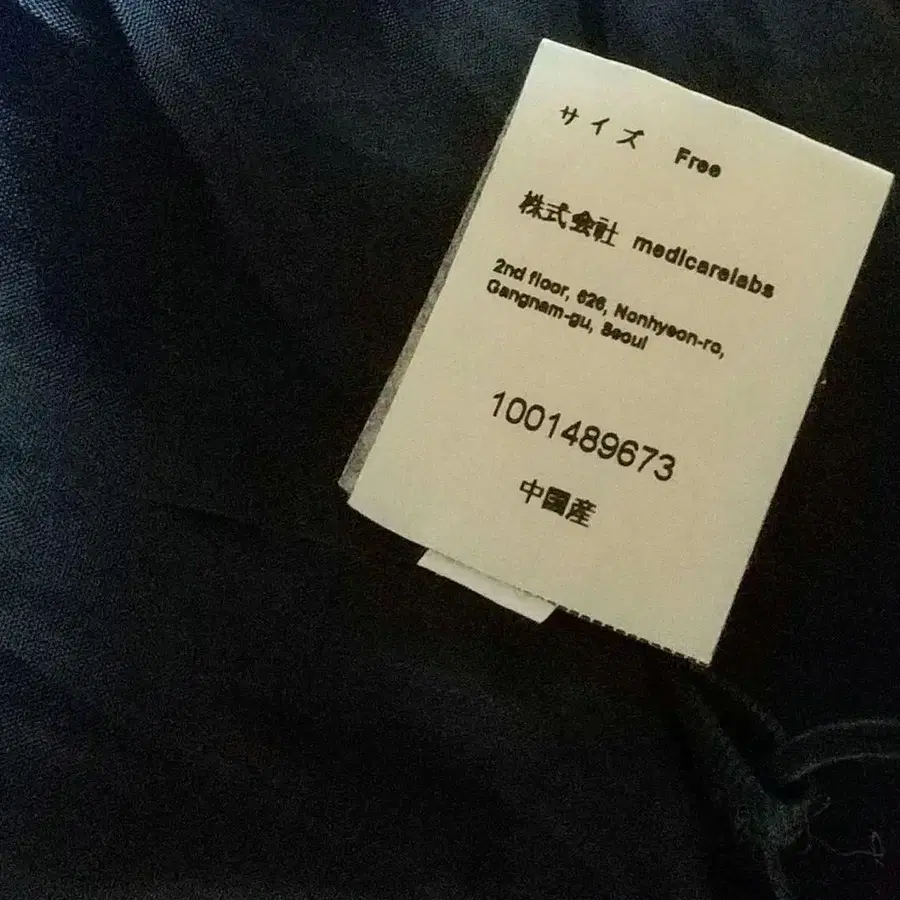 サイズ Free
株式会社 medicarelabs
2nd floor, 626, Nonhyeon-ro,
Gangnam-gu, Seoul
1001489673
中国産